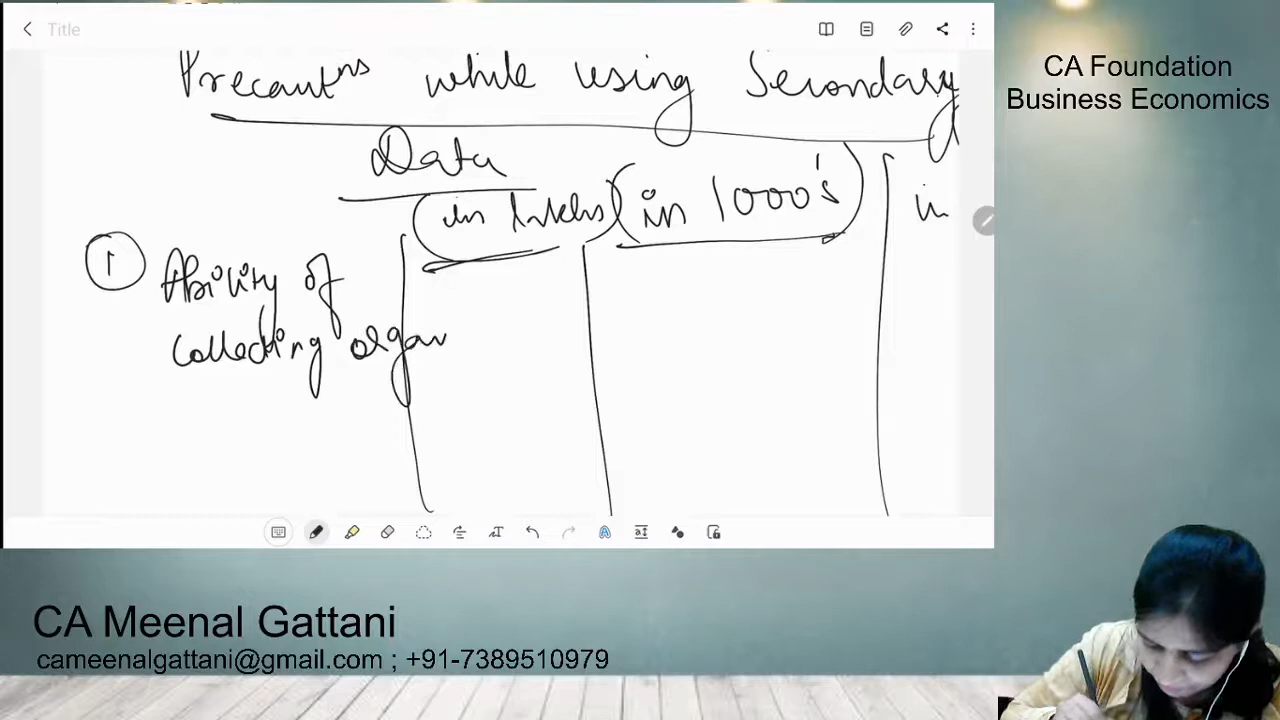 Title
Precautns while using Secondary
Data
in lakhs in 1000's in
1 Ability of
collecting organ
CA Foundation
Business Economics
CA Meenal Gattani
cameenalgattani@gmail.com ; +91-7389510979